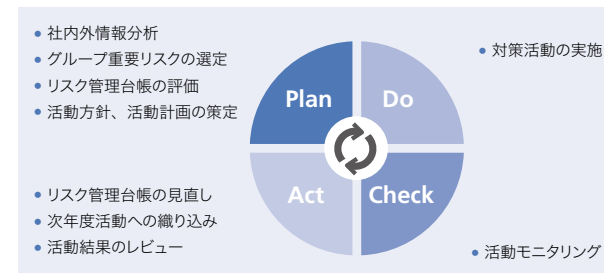 • 社内外情報分析
• グループ重要リスクの選定
• リスク管理台帳の評価
• 活動方針、活動計画の策定
Plan
Do
• 対策活動の実施
• リスク管理台帳の見直し
• 次年度活動への織り込み
• 活動結果のレビュー
Act
Check
• 活動モニタリング